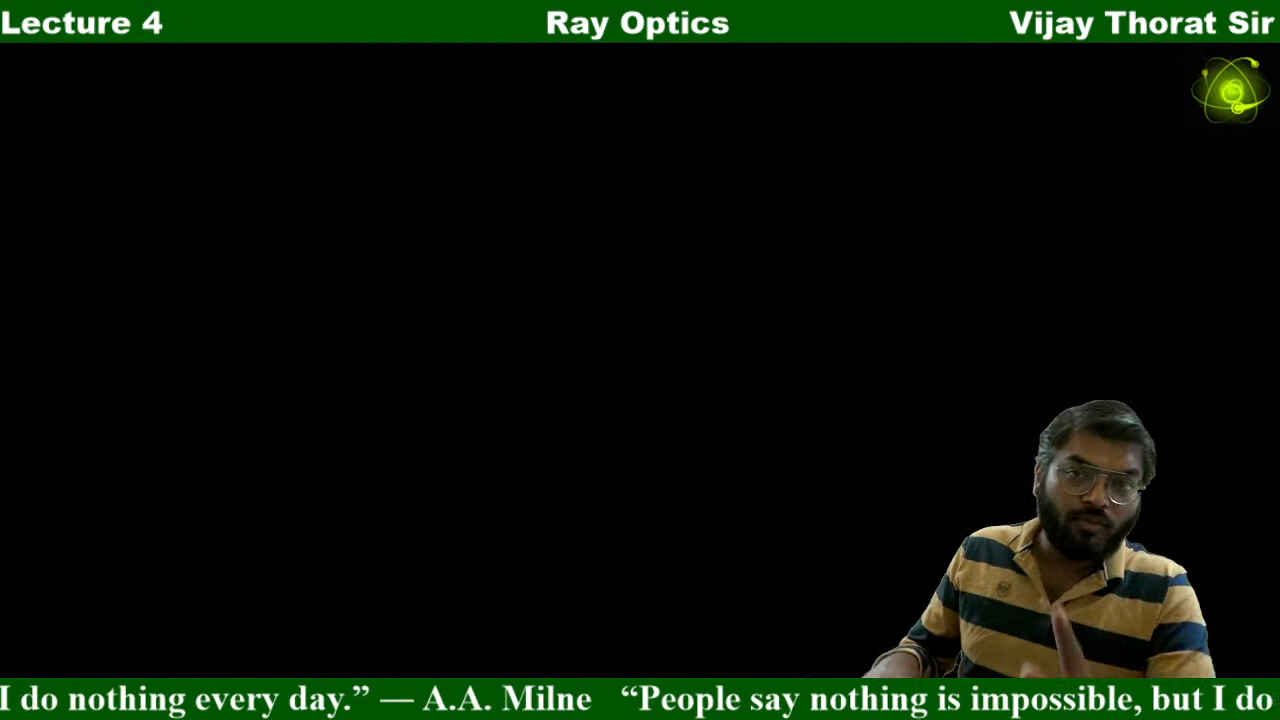 Lecture 4 Ray Optics Vijay Thorat Sir
I do nothing every day.” — A.A. Milne “People say nothing is impossible, but I do